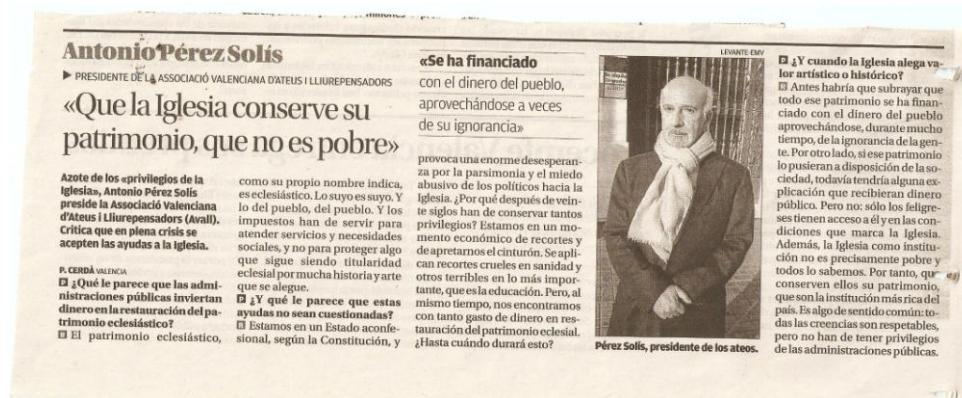 Antonio Pérez Solís
▶ PRESIDENTE DE LA ASSOCIACIÓ VALENCIANA D'ATEUS I LLIUREPENSADORS
«Que la Iglesia conserve su
patrimonio, que no es pobre»
Azote de los «privilegios de la
Iglesia», Antonio Pérez Solís
preside la Associació Valenciana
d'Ateus i Lliurepensadors (Avall).
Critica que en plena crisis se
acepten las ayudas a la Iglesia.
P. CERDÀ VALENCIA
P ¿Qué le parece que las admi-
nistraciones públicas inviertan
dinero en la restauración del pa-
trimonio eclesiástico?
R El patrimonio eclesiástico,
como su propio nombre indica,
es eclesiástico. Lo suyo es suyo. Y
lo del pueblo, del pueblo. Y los
impuestos han de servir para
atender servicios y necesidades
sociales, y no para proteger algo
que sigue siendo titularidad
eclesial por mucha historia y arte
que se alegue.
P ¿Y qué le parece que estas
ayudas no sean cuestionadas?
R Estamos en un Estado aconfe-
sional, según la Constitución, y
«Se ha financiado
con el dinero del pueblo,
aprovechándose a veces
de su ignorancia»
provoca una enorme desesperan-
za por la parsimonia y el miedo
abusivo de los políticos hacia la
Iglesia. ¿Por qué después de vein-
te siglos han de conservar tantos
privilegios? Estamos en un mo-
mento económico de recortes y
de apretarnos el cinturón. Se apli-
can recortes crueles en sanidad y
otros terribles en lo más impor-
tante, que es la educación. Pero, al
mismo tiempo, nos encontramos
con tanto gasto de dinero en res-
tauración del patrimonio eclesial.
¿Hasta cuándo durará esto?
LEVANTE-EMV
Pérez Solís, presidente de los ateos.
P ¿Y cuando la Iglesia alega va-
lor artístico o histórico?
R Antes habría que subrayar que
todo ese patrimonio se ha finan-
ciado con el dinero del pueblo
aprovechándose, durante mucho
tiempo, de la ignorancia de la gen-
te. Por otro lado, si ese patrimonio
lo pusieran a disposición de la so-
ciedad, todavía tendría alguna ex-
plicación que recibieran dinero
público. Pero no: sólo los feligre-
ses tienen acceso a él y en las con-
diciones que marca la Iglesia.
Además, la Iglesia como institu-
ción no es precisamente pobre y
todos lo sabemos. Por tanto, que
conserven ellos su patrimonio,
que son la institución más rica del
país. Es algo de sentido común: to-
das las creencias son respetables,
pero no han de tener privilegios
de las administraciones públicas.